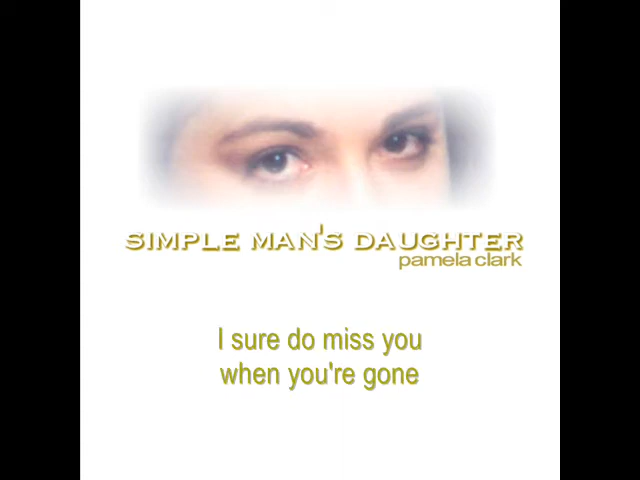 SIMPLE MAN'S DAUGHTER
pamela clark
I sure do miss you
when you're gone